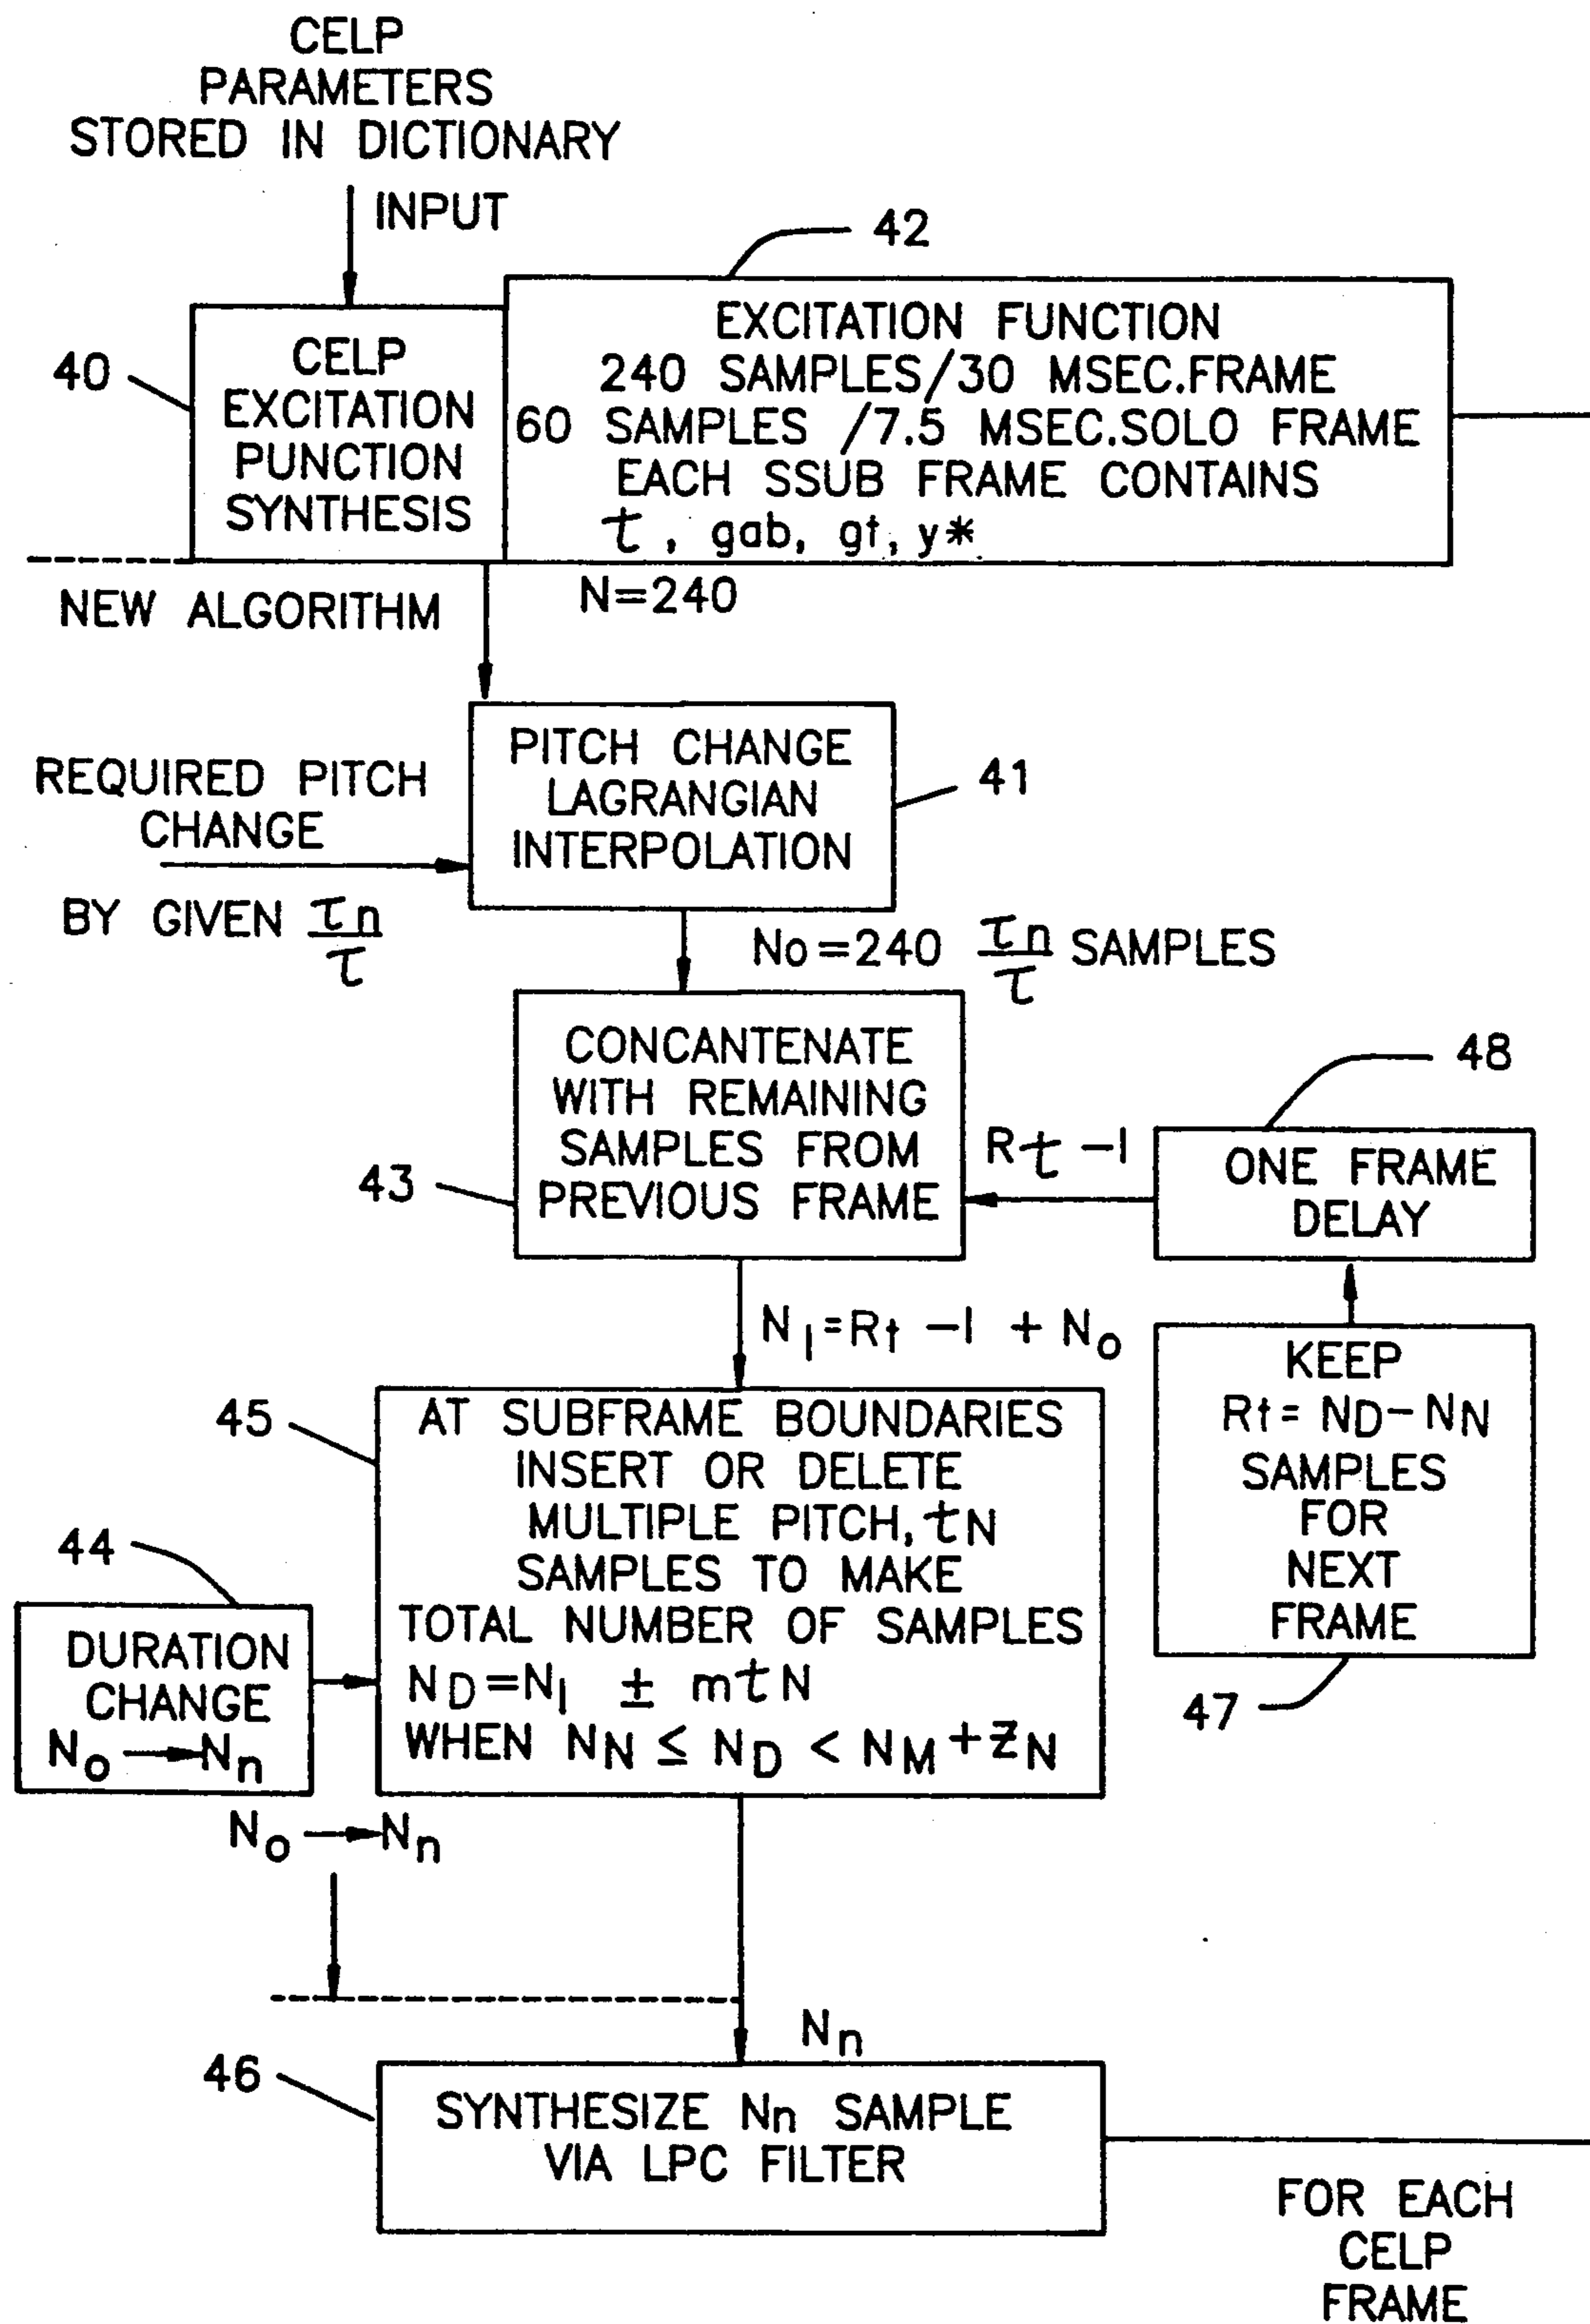 CELP
PARAMETERS
STORED IN DICTIONARY
INPUT
42
40
CELP
EXCITATION
PUNCTION
SYNTHESIS
EXCITATION FUNCTION
240 SAMPLES/30 MSEC.FRAME
60 SAMPLES /7.5 MSEC.SOLO FRAME
EACH SSUB FRAME CONTAINS
τ, gab, gt, y*
NEW ALGORITHM
N=240
REQUIRED PITCH
CHANGE
BY GIVEN τn/τ
PITCH CHANGE
LAGRANGIAN
INTERPOLATION
41
No=240 τn/τ SAMPLES
CONCANTENATE
WITH REMAINING
SAMPLES FROM
PREVIOUS FRAME
43
Rt -1
48
ONE FRAME
DELAY
N1=Rt -1 + No
KEEP
Rt= ND-NN
SAMPLES
FOR
NEXT
FRAME
47
45
AT SUBFRAME BOUNDARIES
INSERT OR DELETE
MULTIPLE PITCH, tN
SAMPLES TO MAKE
TOTAL NUMBER OF SAMPLES
ND=N1 ± mtN
WHEN NN ≤ ND < NM+ZN
44
DURATION
CHANGE
No→Nn
No→Nn
Nn
46
SYNTHESIZE Nn SAMPLE
VIA LPC FILTER
FOR EACH
CELP
FRAME